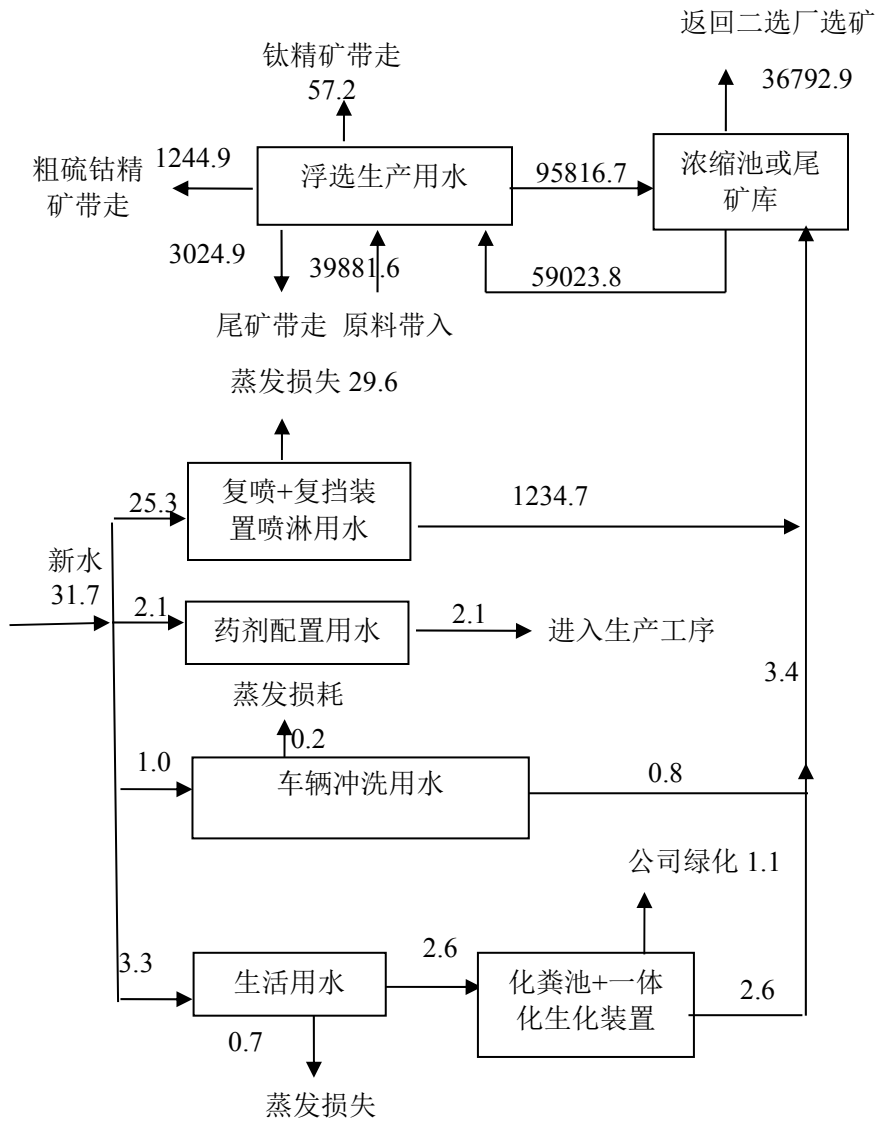 返回二选厂选矿
36792.9
钛精矿带走
57.2
粗硫钴精
矿带走
1244.9
浮选生产用水
95816.7
浓缩池或尾
矿库
3024.9
39881.6
59023.8
尾矿带走 原料带入
蒸发损失 29.6
25.3
复喷+复挡装
置喷淋用水
1234.7
新水
31.7
2.1
药剂配置用水
2.1
进入生产工序
3.4
蒸发损耗
0.2
1.0
车辆冲洗用水
0.8
公司绿化 1.1
3.3
生活用水
2.6
化粪池+一体
化生化装置
2.6
0.7
蒸发损失